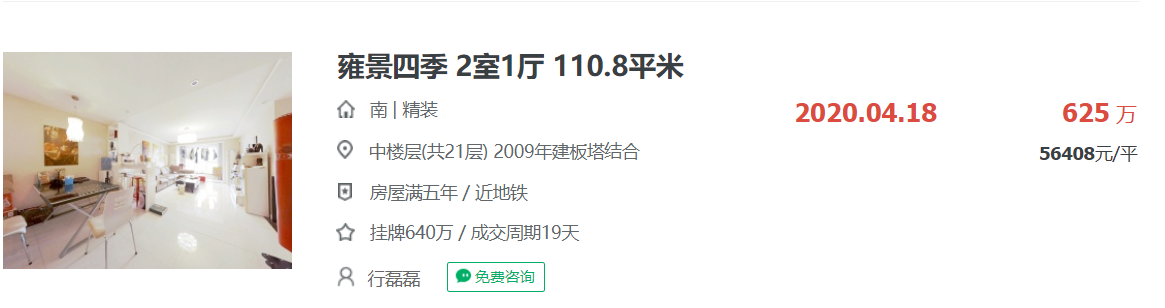 雍景四季 2室1厅 110.8平米
南 | 精装
2020.04.18
625 万
中楼层(共21层) 2009年建板塔结合
56408元/平
房屋满五年 / 近地铁
挂牌640万 / 成交周期19天
行磊磊
免费咨询